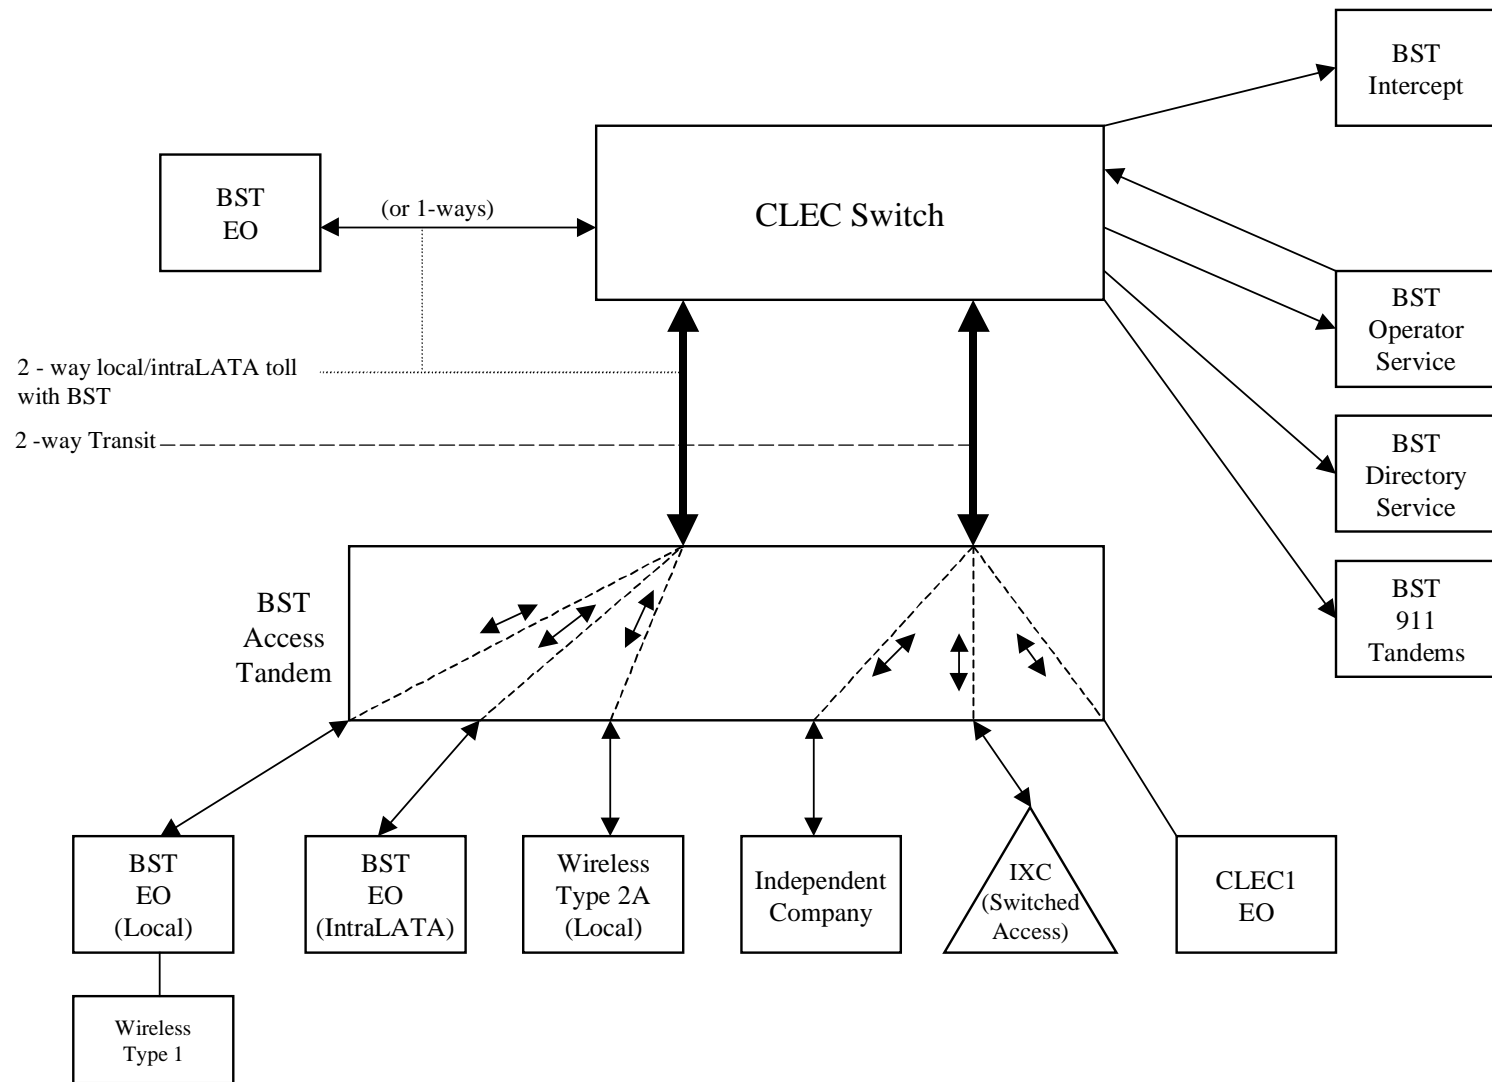 BST
Intercept
BST
EO
(or 1-ways)
CLEC Switch
BST
Operator
Service
2 - way local/intraLATA toll
with BST
2 -way Transit
BST
Directory
Service
BST
911
Tandems
BST
Access
Tandem
BST
EO
(Local)
BST
EO
(IntraLATA)
Wireless
Type 2A
(Local)
Independent
Company
IXC
(Switched
Access)
CLEC1
EO
Wireless
Type 1